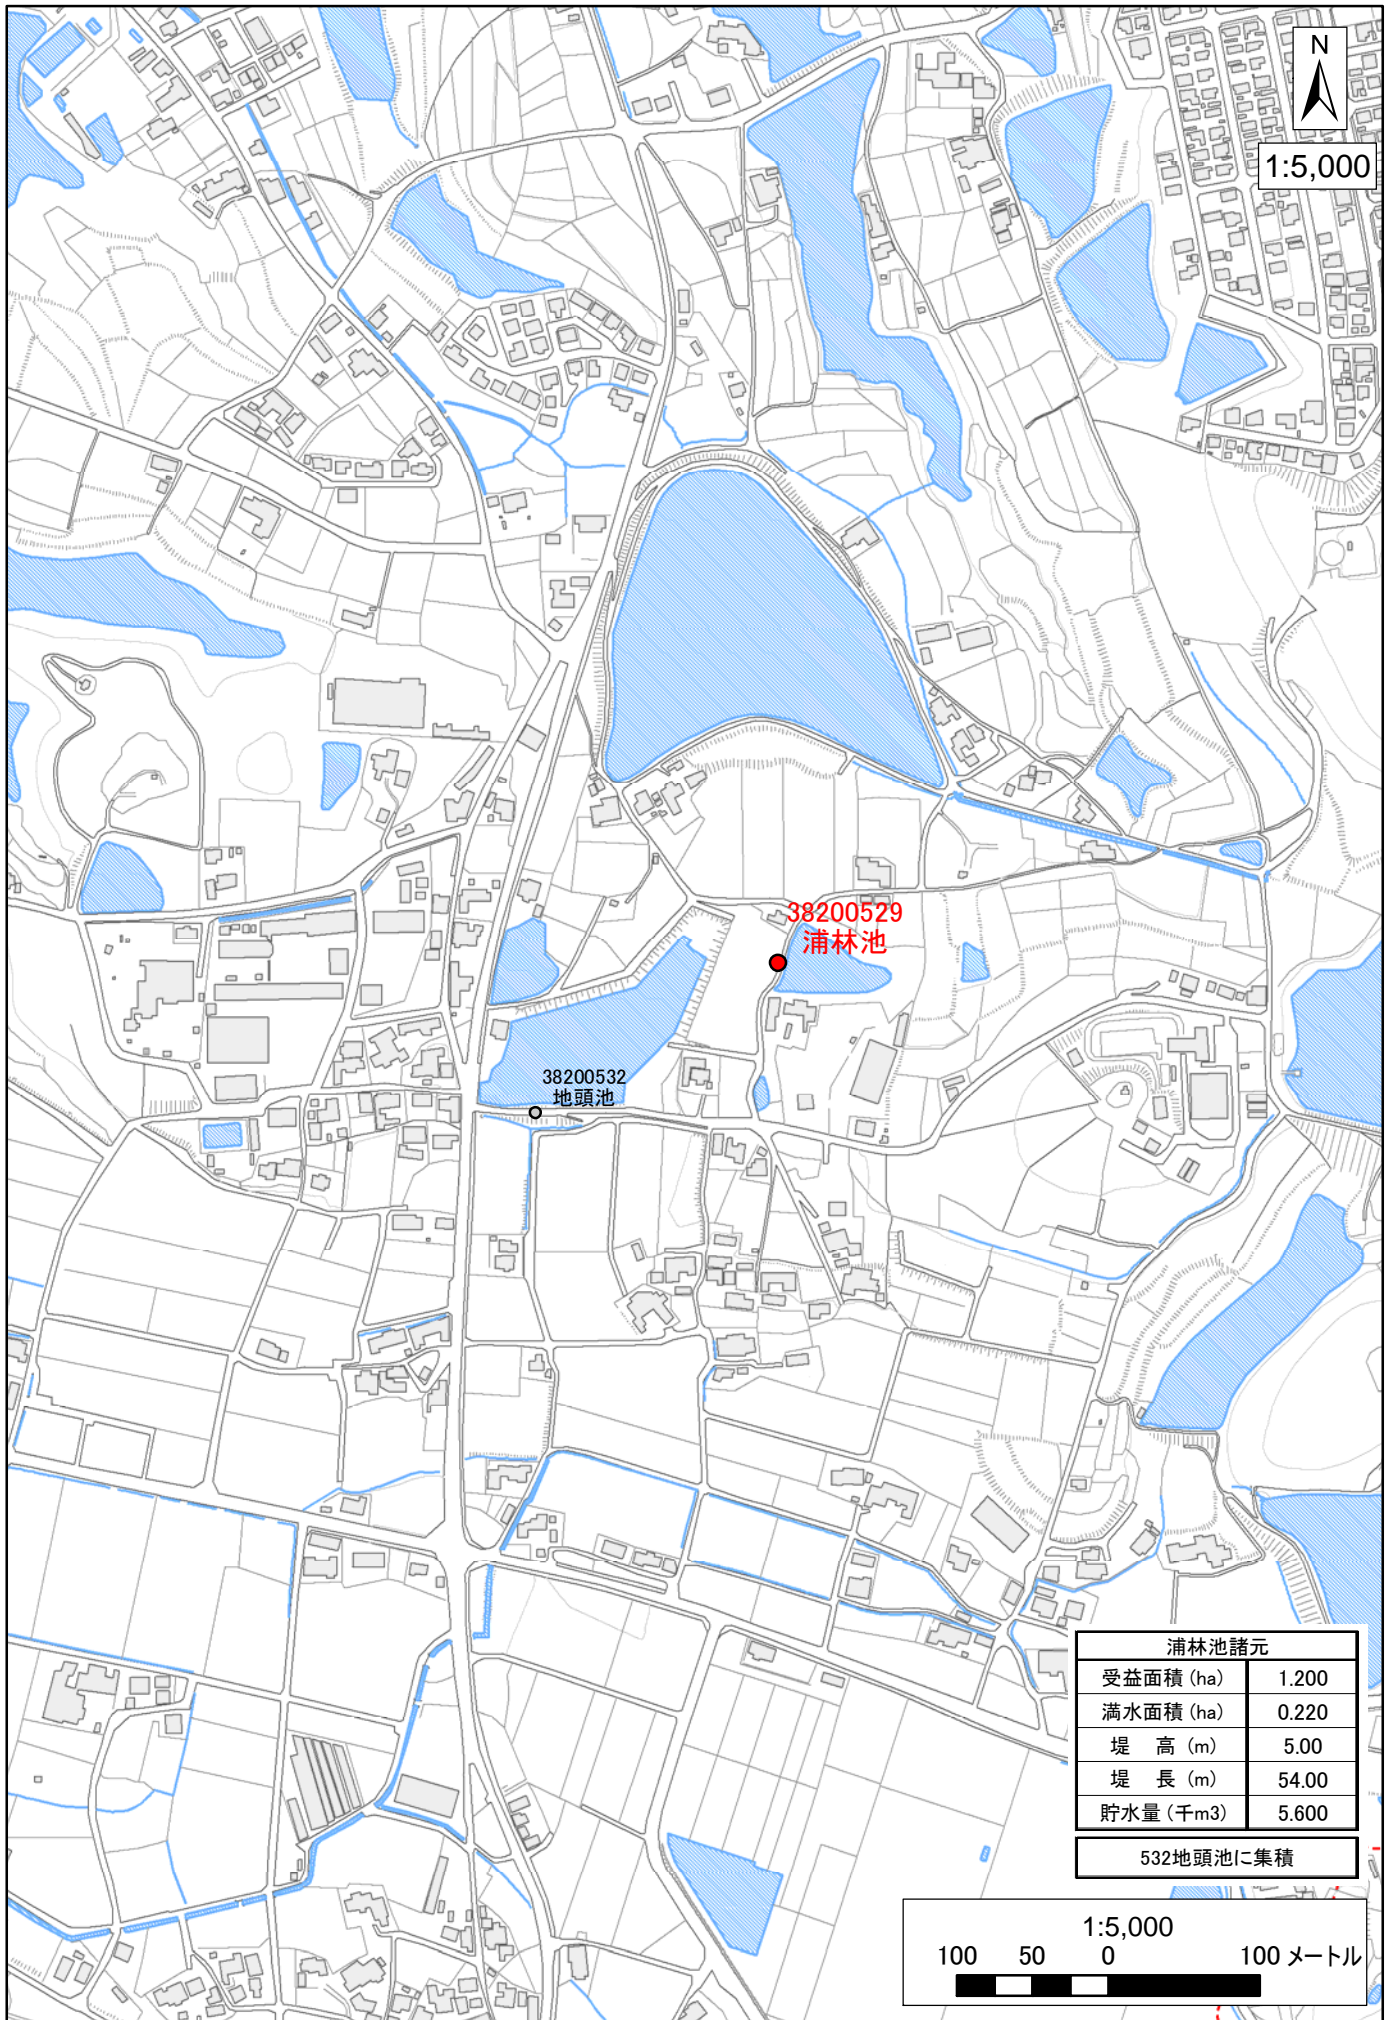 N
1:5,000
38200529
浦林池
38200532
地頭池
浦林池諸元
受益面積(ha) 1.200
満水面積(ha) 0.220
堤 高 (m) 5.00
堤 長 (m) 54.00
貯水量(千m3) 5.600
532地頭池に集積
1:5,000
100 50 0 100 メートル